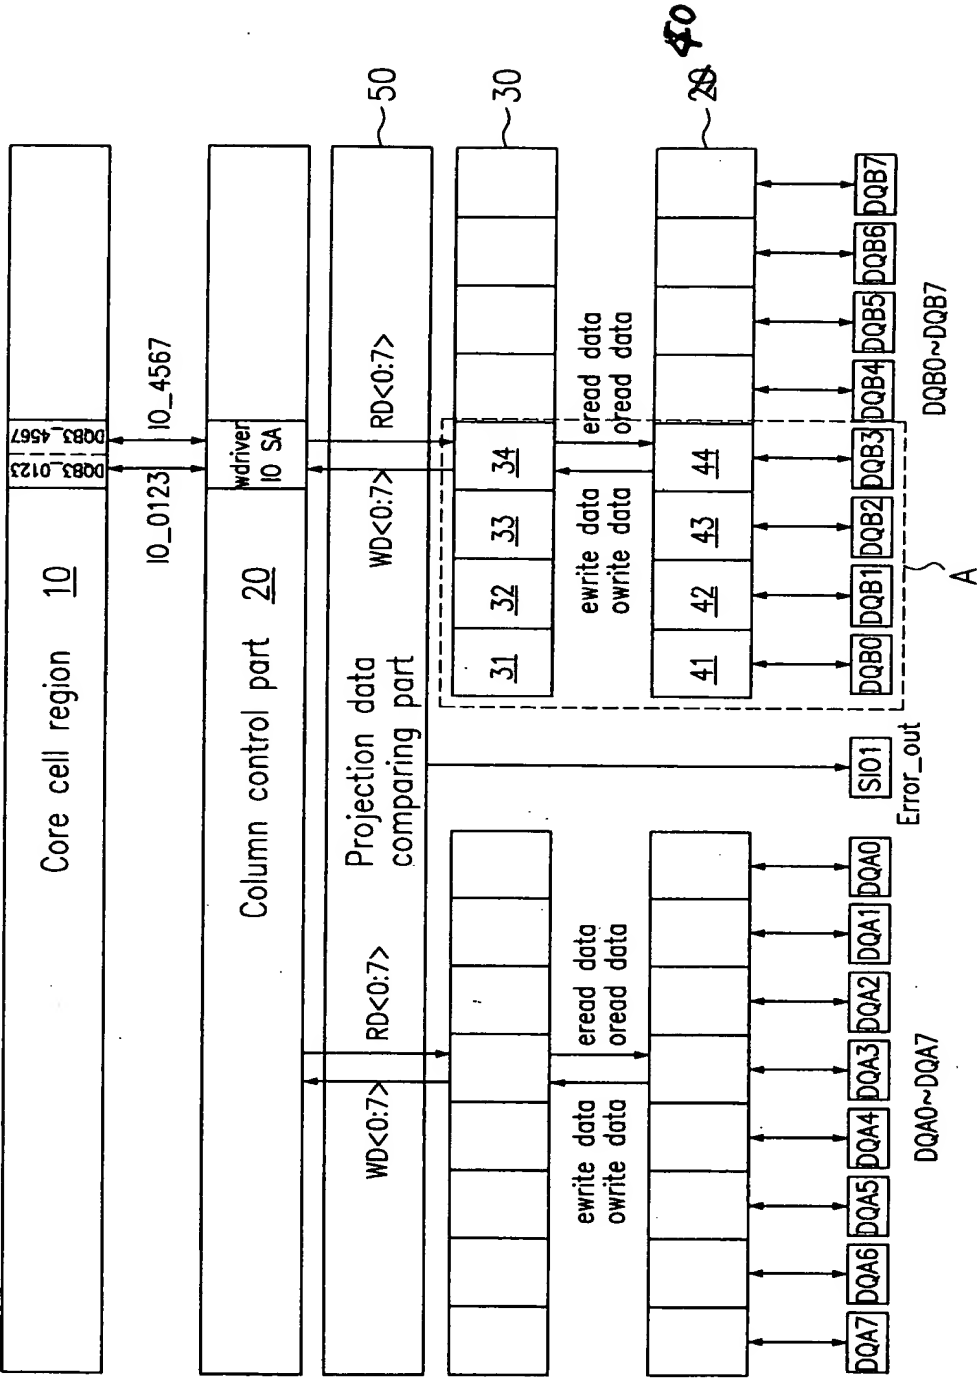 Core cell region
10
DQB3_0123
DQB3_4567
IO_0123
IO_4567
Column control part
20
wdriver
IO SA
Projection data
comparing part
50
WD<0:7>
RD<0:7>
WD<0:7>
RD<0:7>
31
32
33
34
30
ewrite data
owrite data
eread data
oread data
ewrite data
owrite data
eread data
oread data
41
42
43
44
20
40
DQA7
DQA6
DQA5
DQA4
DQA3
DQA2
DQA1
DQA0
SIO1
DQB0
DQB1
DQB2
DQB3
DQB4
DQB5
DQB6
DQB7
DQA0~DQA7
Error_out
A
DQB0~DQB7